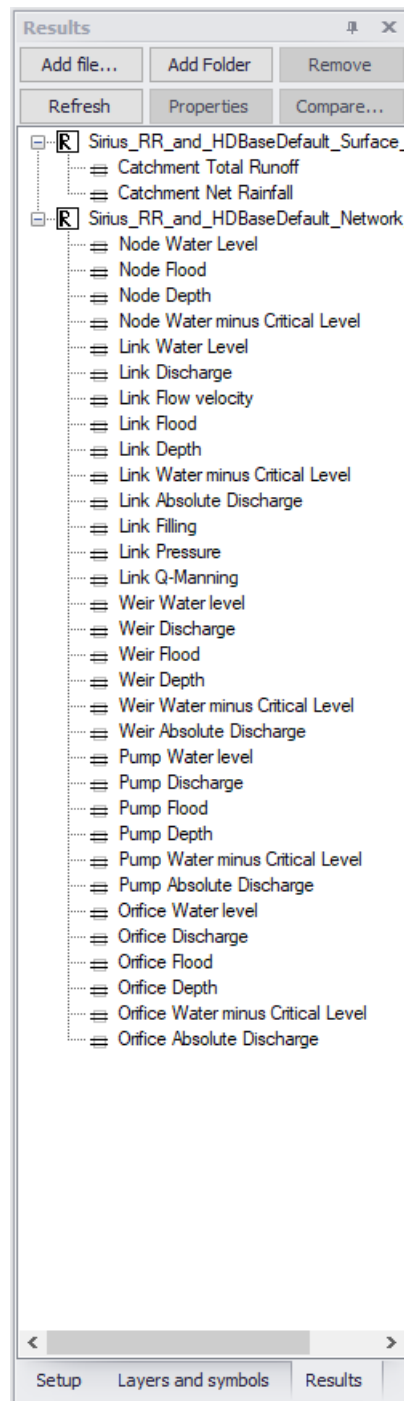 Results
Add file... Add Folder Remove
Refresh Properties Compare...
Sirius_RR_and_HDBaseDefault_Surface_
Catchment Total Runoff
Catchment Net Rainfall
Sirius_RR_and_HDBaseDefault_Network
Node Water Level
Node Flood
Node Depth
Node Water minus Critical Level
Link Water Level
Link Discharge
Link Flow velocity
Link Flood
Link Depth
Link Water minus Critical Level
Link Absolute Discharge
Link Filling
Link Pressure
Link Q-Manning
Weir Water level
Weir Discharge
Weir Flood
Weir Depth
Weir Water minus Critical Level
Weir Absolute Discharge
Pump Water level
Pump Discharge
Pump Flood
Pump Depth
Pump Water minus Critical Level
Pump Absolute Discharge
Orifice Water level
Orifice Discharge
Orifice Flood
Orifice Depth
Orifice Water minus Critical Level
Orifice Absolute Discharge
Setup Layers and symbols Results